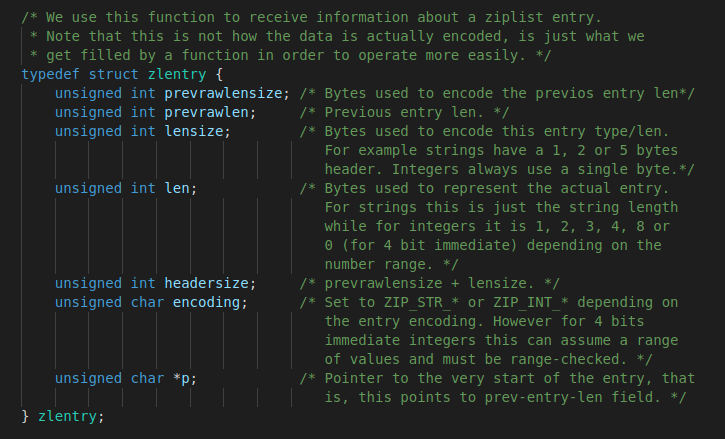 /* We use this function to receive information about a ziplist entry.
 * Note that this is not how the data is actually encoded, is just what we
 * get filled by a function in order to operate more easily. */
typedef struct zlentry {
    unsigned int prevrawlensize; /* Bytes used to encode the previos entry len*/
    unsigned int prevrawlen;     /* Previous entry len. */
    unsigned int lensize;        /* Bytes used to encode this entry type/len.
                                    For example strings have a 1, 2 or 5 bytes
                                    header. Integers always use a single byte.*/
    unsigned int len;            /* Bytes used to represent the actual entry.
                                    For strings this is just the string length
                                    while for integers it is 1, 2, 3, 4, 8 or
                                    0 (for 4 bit immediate) depending on the
                                    number range. */
    unsigned int headersize;     /* prevrawlensize + lensize. */
    unsigned char encoding;      /* Set to ZIP_STR_* or ZIP_INT_* depending on
                                    the entry encoding. However for 4 bits
                                    immediate integers this can assume a range
                                    of values and must be range-checked. */
    unsigned char *p;            /* Pointer to the very start of the entry, that
                                    is, this points to prev-entry-len field. */
} zlentry;